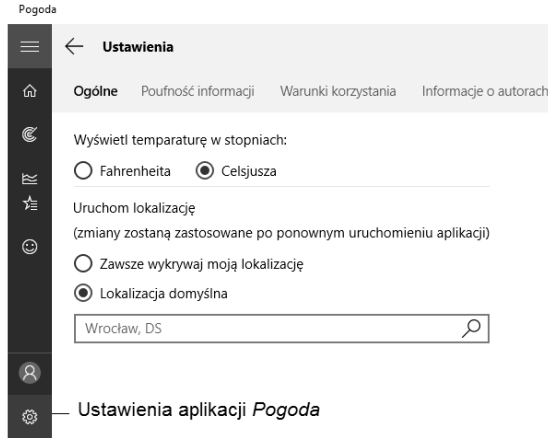 Pogoda
Ustawienia
Ogólne Poufność informacji Warunki korzystania Informacje o autorach
Wyświetl temperaturę w stopniach:
Fahrenheita Celsjusza
Uruchom lokalizację
(zmiany zostaną zastosowane po ponownym uruchomieniu aplikacji)
Zawsze wykrywaj moją lokalizację
Lokalizacja domyślna
Wrocław, DS
Ustawienia aplikacji Pogoda